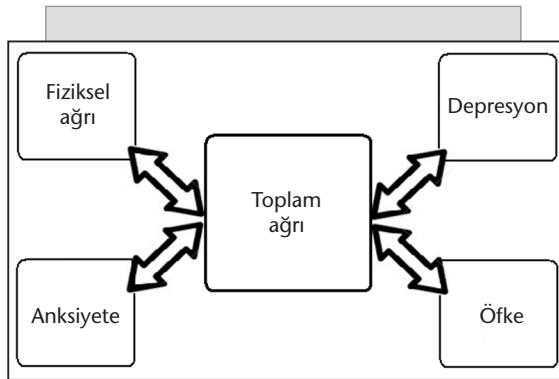 Fiziksel
ağrı
Depresyon
Toplam
ağrı
Anksiyete
Öfke